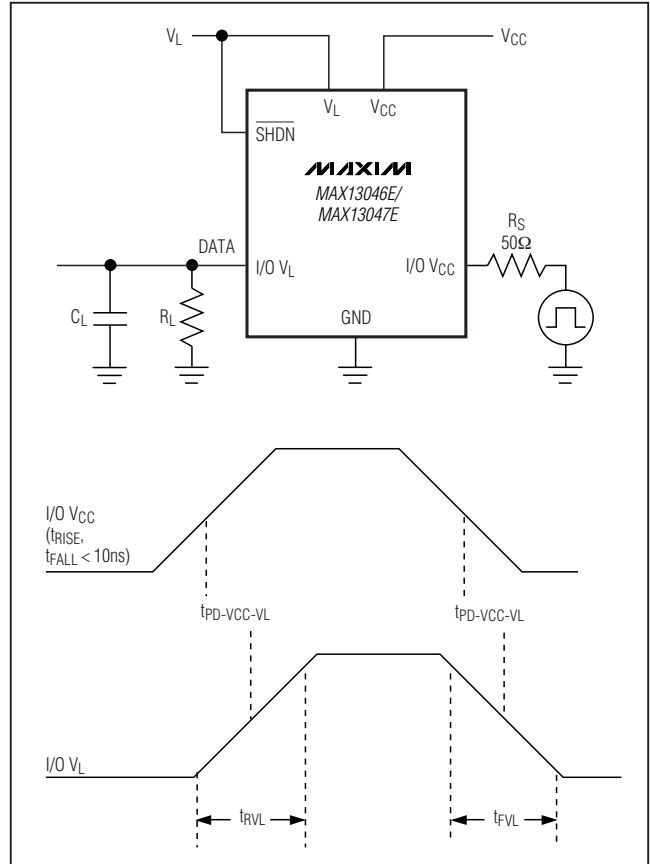 VL
VCC
VL VCC
SHDN
MAXIM
MAX13046E/
MAX13047E
RS
50Ω
DATA
I/O VL
I/O VCC
CL
RL
GND
I/O VCC
(tRISE,
tFALL < 10ns)
tPD-VCC-VL
tPD-VCC-VL
I/O VL
tRVL
tFVL